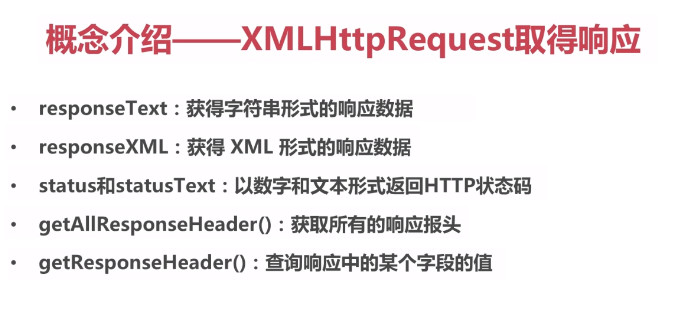 概念介绍——XMLHttpRequest取得响应
• responseText：获得字符串形式的响应数据
• responseXML：获得 XML 形式的响应数据
• status和statusText：以数字和文本形式返回HTTP状态码
• getAllResponseHeader()：获取所有的响应报头
• getResponseHeader()：查询响应中的某个字段的值